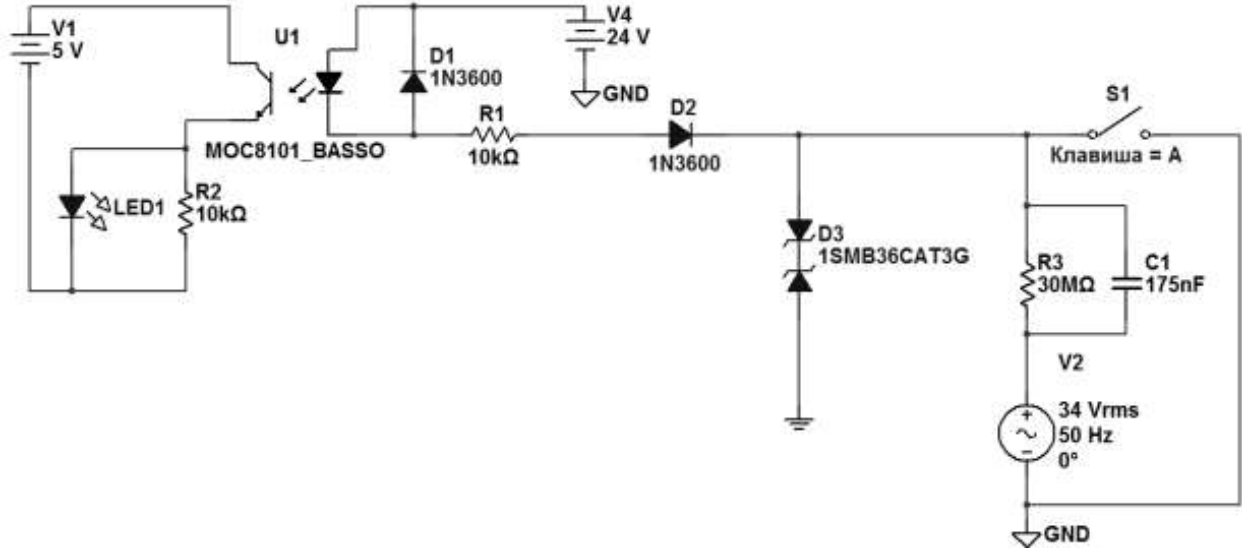 V1
5 V
U1
MOC8101_BASSO
D1
1N3600
V4
24 V
GND
R1
10kΩ
D2
1N3600
S1
Клавиша = A
LED1
R2
10kΩ
D3
1SMB36CAT3G
R3
30MΩ
C1
175nF
V2
34 Vrms
50 Hz
0°
GND